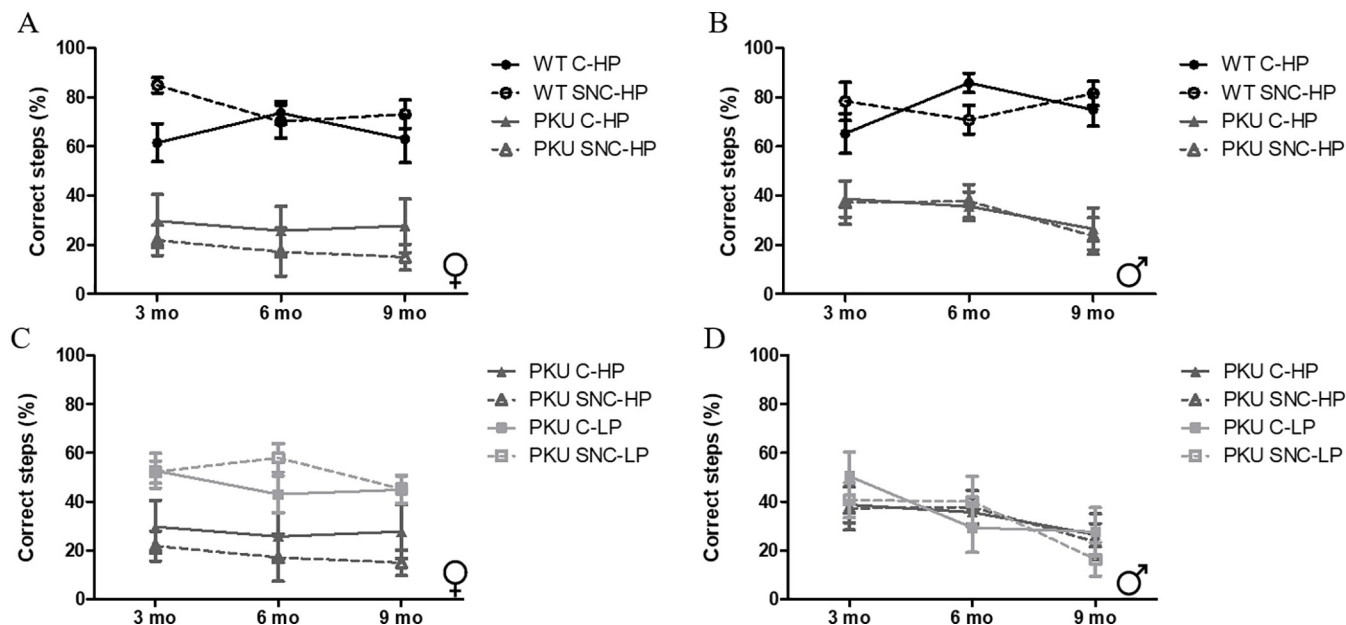 A
Correct steps (%)
100
80
60
40
20
0
3 mo 6 mo 9 mo
WT C-HP
WT SNC-HP
PKU C-HP
PKU SNC-HP
♀
B
Correct steps (%)
100
80
60
40
20
0
3 mo 6 mo 9 mo
WT C-HP
WT SNC-HP
PKU C-HP
PKU SNC-HP
♂
C
Correct steps (%)
100
80
60
40
20
0
3 mo 6 mo 9 mo
PKU C-HP
PKU SNC-HP
PKU C-LP
PKU SNC-LP
♀
D
Correct steps (%)
100
80
60
40
20
0
3 mo 6 mo 9 mo
PKU C-HP
PKU SNC-HP
PKU C-LP
PKU SNC-LP
♂